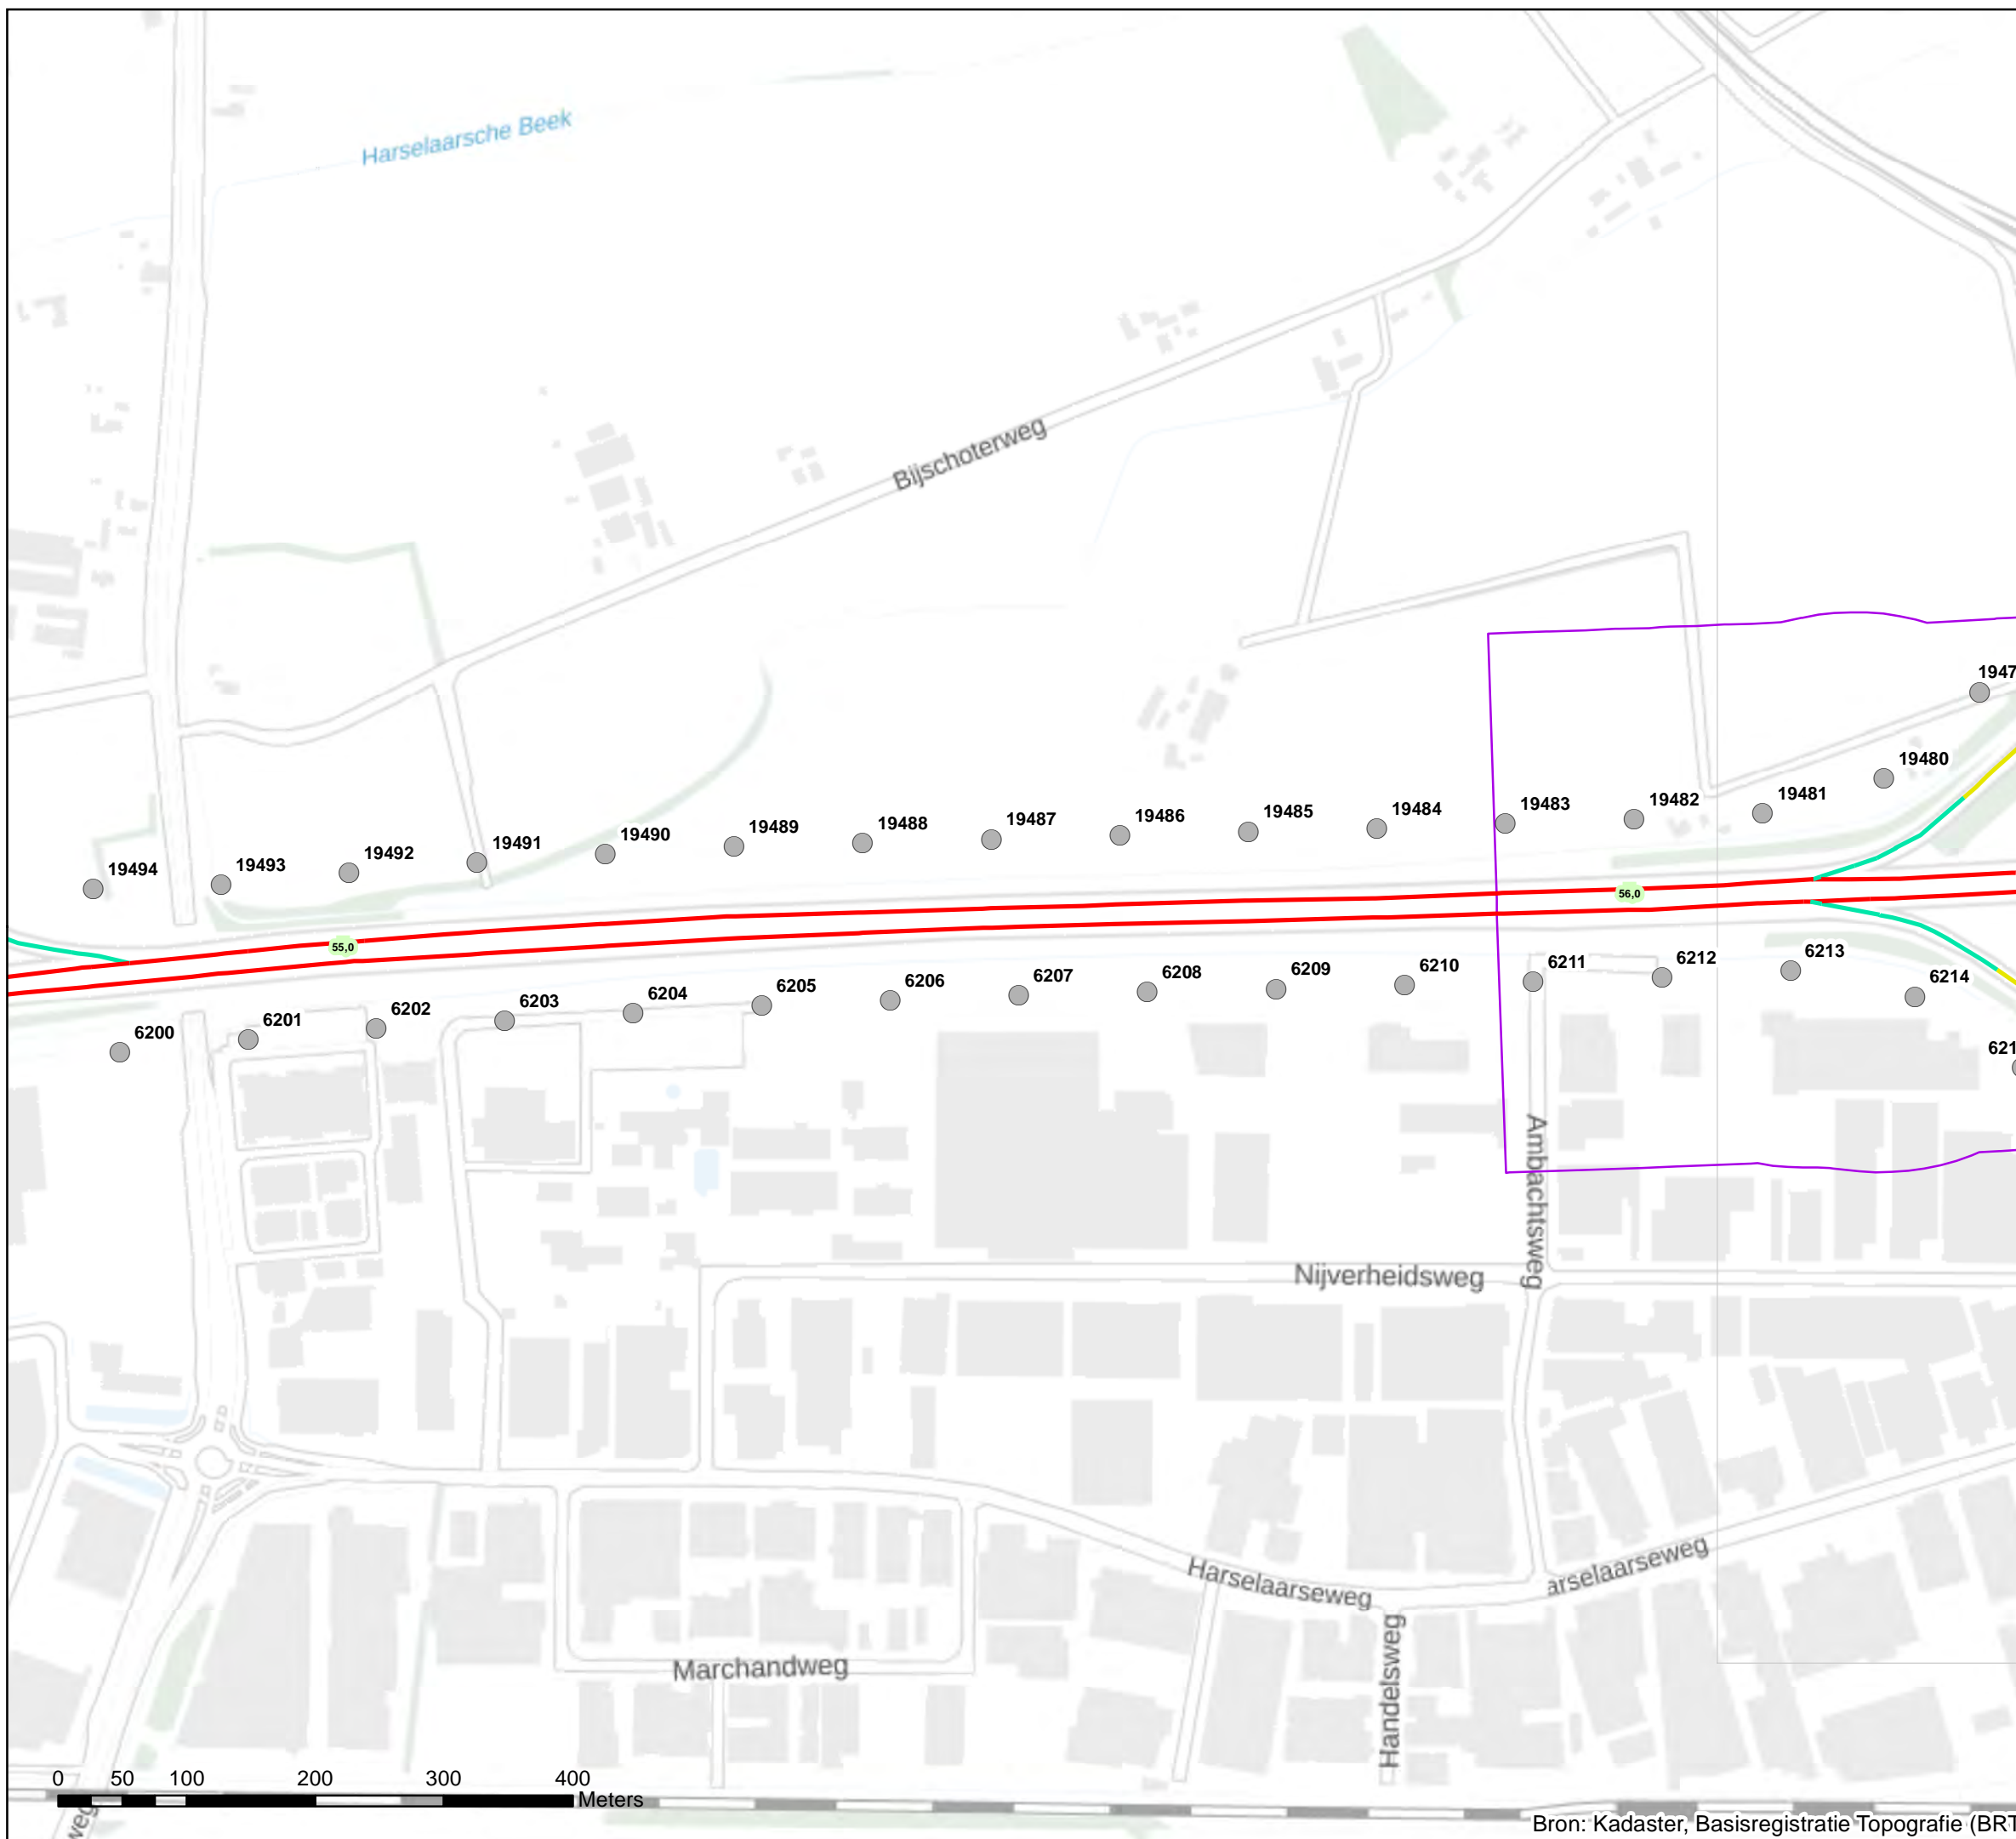 Harselaarsche Beek
Bijschoterweg
1947
19480
19481
19482
19483
19484
19485
19486
19487
19488
19489
19490
19491
19492
19493
19494
56,0
55,0
6200
6201
6202
6203
6204
6205
6206
6207
6208
6209
6210
6211
6212
6213
6214
621
Ambachtsweg
Nijverheidsweg
Harselaarseweg
arselaarseweg
Handelsweg
Marchandweg
weg
0 50 100 200 300 400
Meters
Bron: Kadaster, Basisregistratie Topografie (BRT